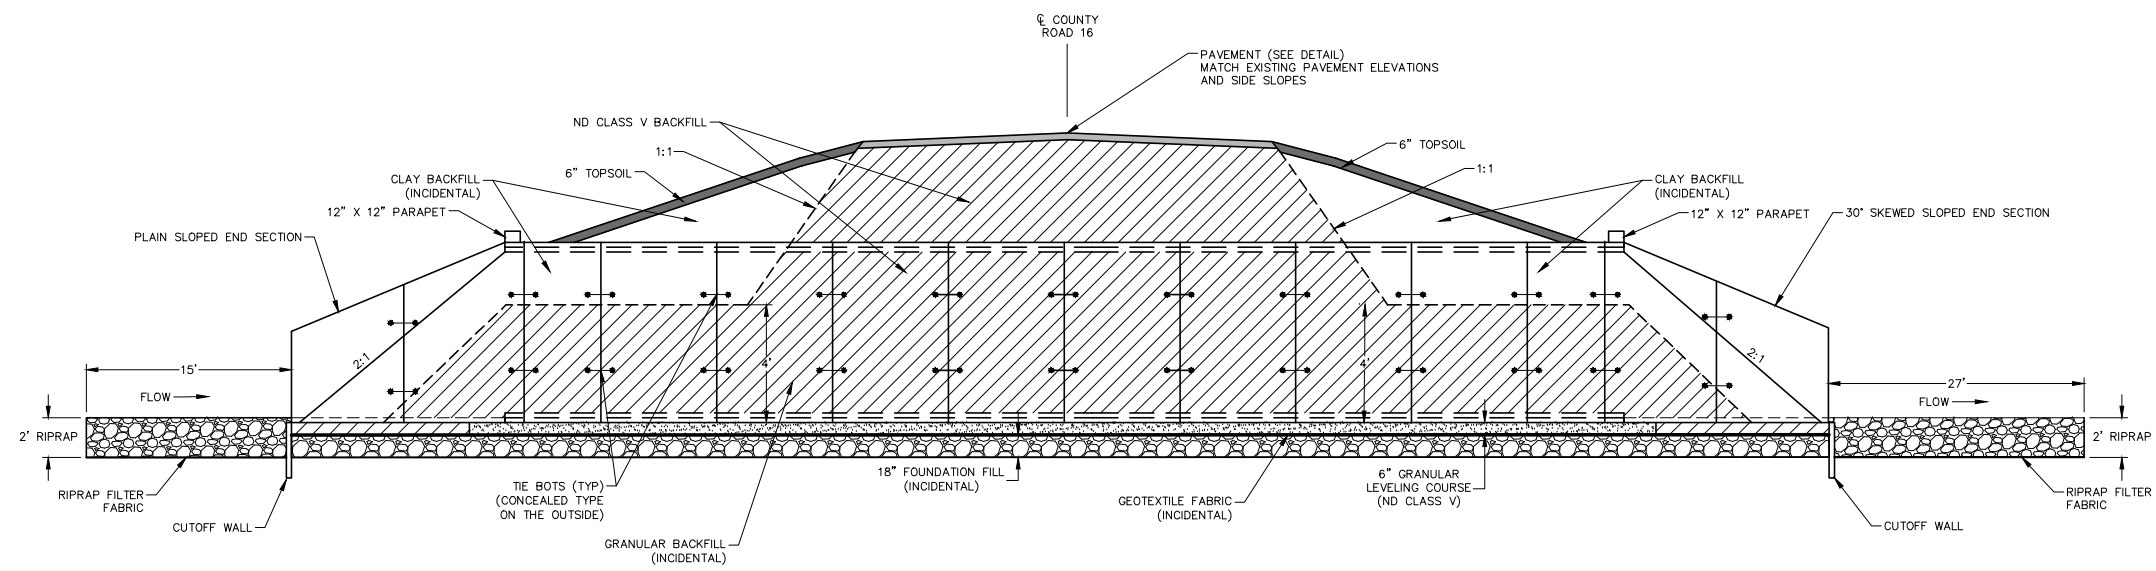 ℄ COUNTY
ROAD 16
PAVEMENT (SEE DETAIL)
MATCH EXISTING PAVEMENT ELEVATIONS
AND SIDE SLOPES
ND CLASS V BACKFILL
1:1
6" TOPSOIL
CLAY BACKFILL
(INCIDENTAL)
12" X 12" PARAPET
PLAIN SLOPED END SECTION
6" TOPSOIL
1:1
CLAY BACKFILL
(INCIDENTAL)
12" X 12" PARAPET
30° SKEWED SLOPED END SECTION
2:1
4'
4'
2:1
15'
FLOW
2' RIPRAP
27'
FLOW
2' RIPRAP
RIPRAP FILTER
FABRIC
CUTOFF WALL
TIE BOTS (TYP)
(CONCEALED TYPE
ON THE OUTSIDE)
GRANULAR BACKFILL
(INCIDENTAL)
18" FOUNDATION FILL
(INCIDENTAL)
GEOTEXTILE FABRIC
(INCIDENTAL)
6" GRANULAR
LEVELING COURSE
(ND CLASS V)
RIPRAP FILTER
FABRIC
CUTOFF WALL